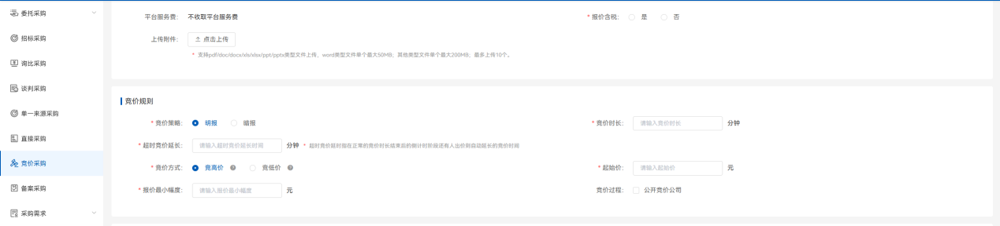 委托采购
招标采购
询比采购
谈判采购
单一来源采购
直接采购
竞价采购
备案采购
采购需求
平台服务费： 不收取平台服务费 * 报价含税： 是 否
上传附件： 点击上传
* 支持pdf/doc/docx/xls/xlsx/ppt/pptx类型文件上传，word类型文件单个最大50MB；其他类型文件单个最大200MB；最多上传10个。
竞价规则
* 竞价策略： 明报 暗报 * 竞价时长： 请输入竞价时长 分钟
* 超时竞价延长： 请输入超时竞价延长时间 分钟 * 超时竞价延时指在正常的竞价时长结束后的倒计时阶段还有人出价则自动延长的竞价时间
* 竞价方式： 竞高价 ? 竞低价 ? * 起始价： 请输入起始价 元
* 报价最小幅度： 请输入报价最小幅度 元 竞价过程： 公开竞价公司